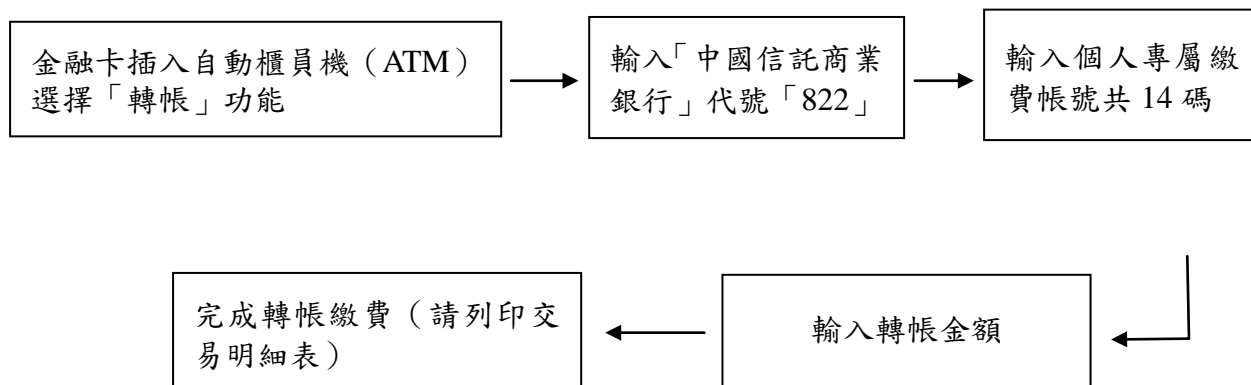 金融卡插入自動櫃員機（ATM）
選擇「轉帳」功能
輸入「中國信託商業
銀行」代號「822」
輸入個人專屬繳
費帳號共 14 碼
輸入轉帳金額
完成轉帳繳費（請列印交
易明細表）